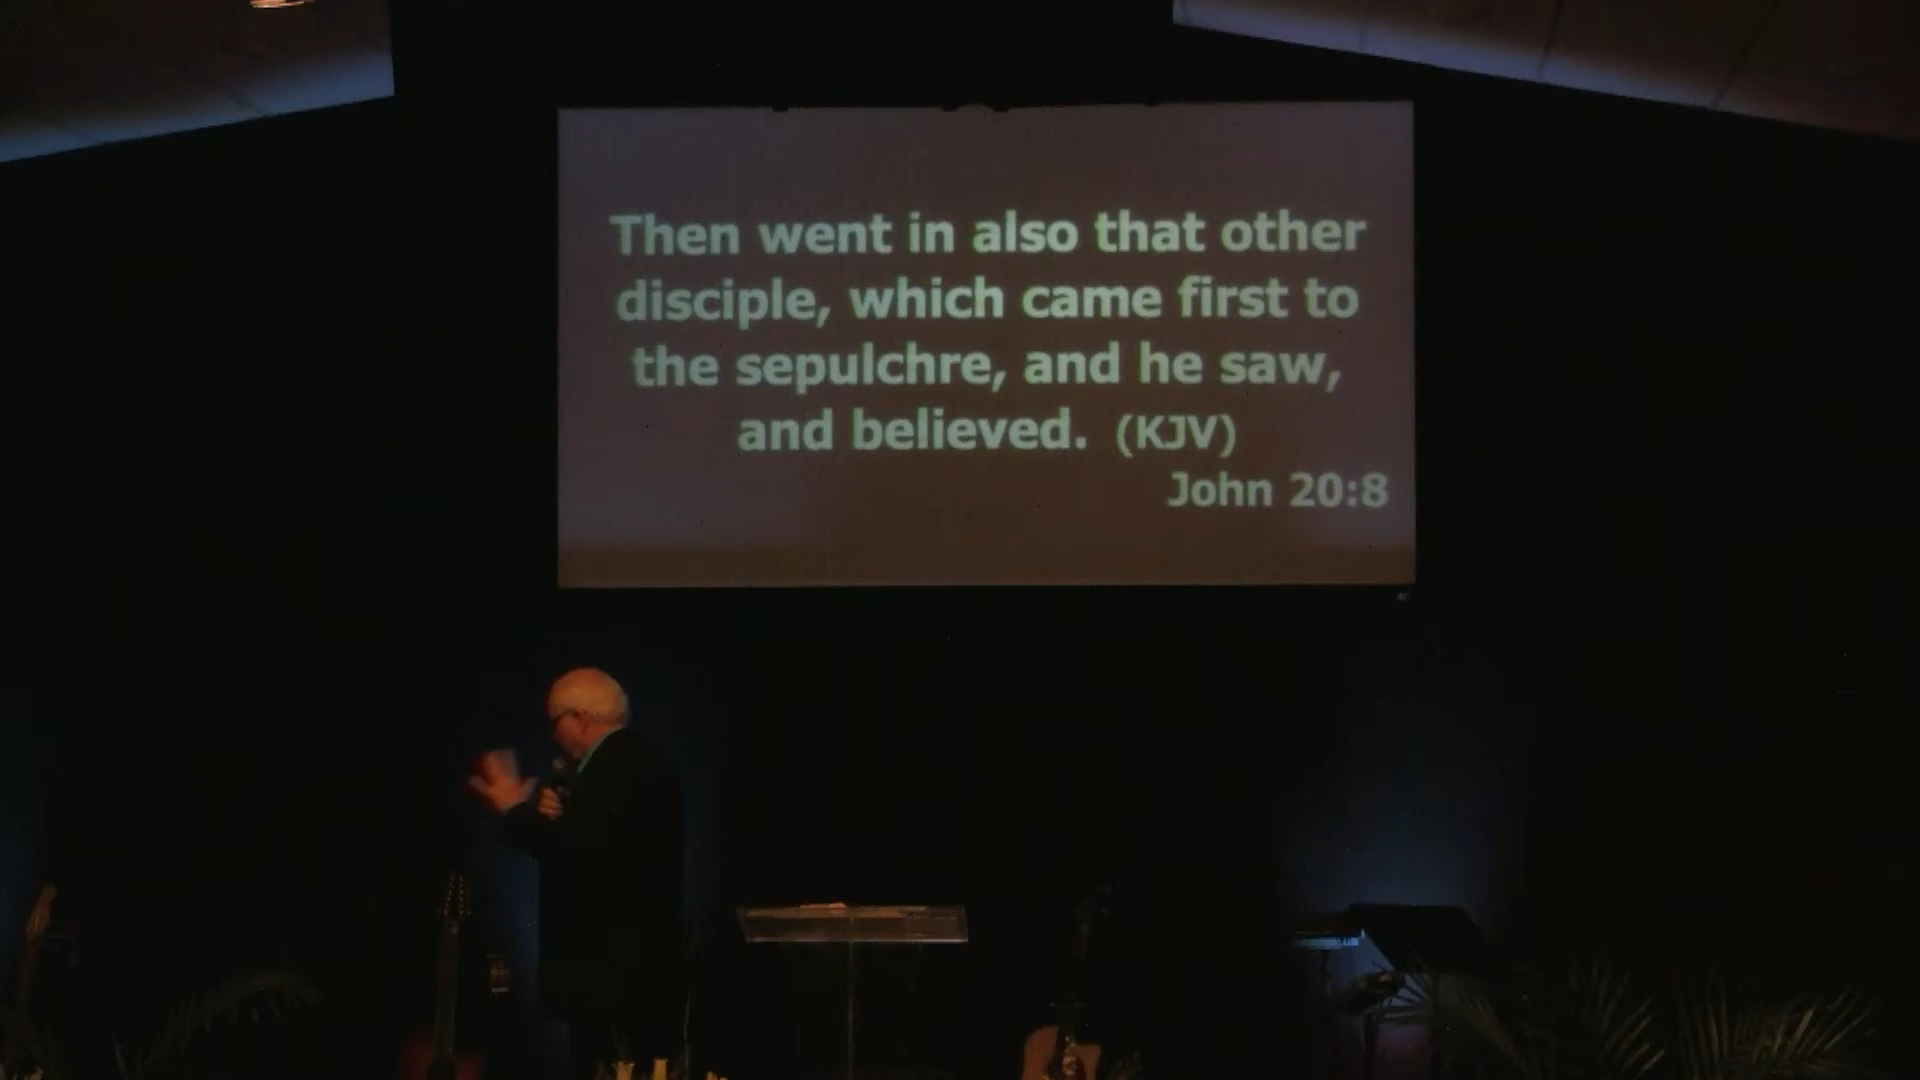 Then went in also that other
disciple, which came first to
the sepulchre, and he saw,
and believed. (KJV)
John 20:8